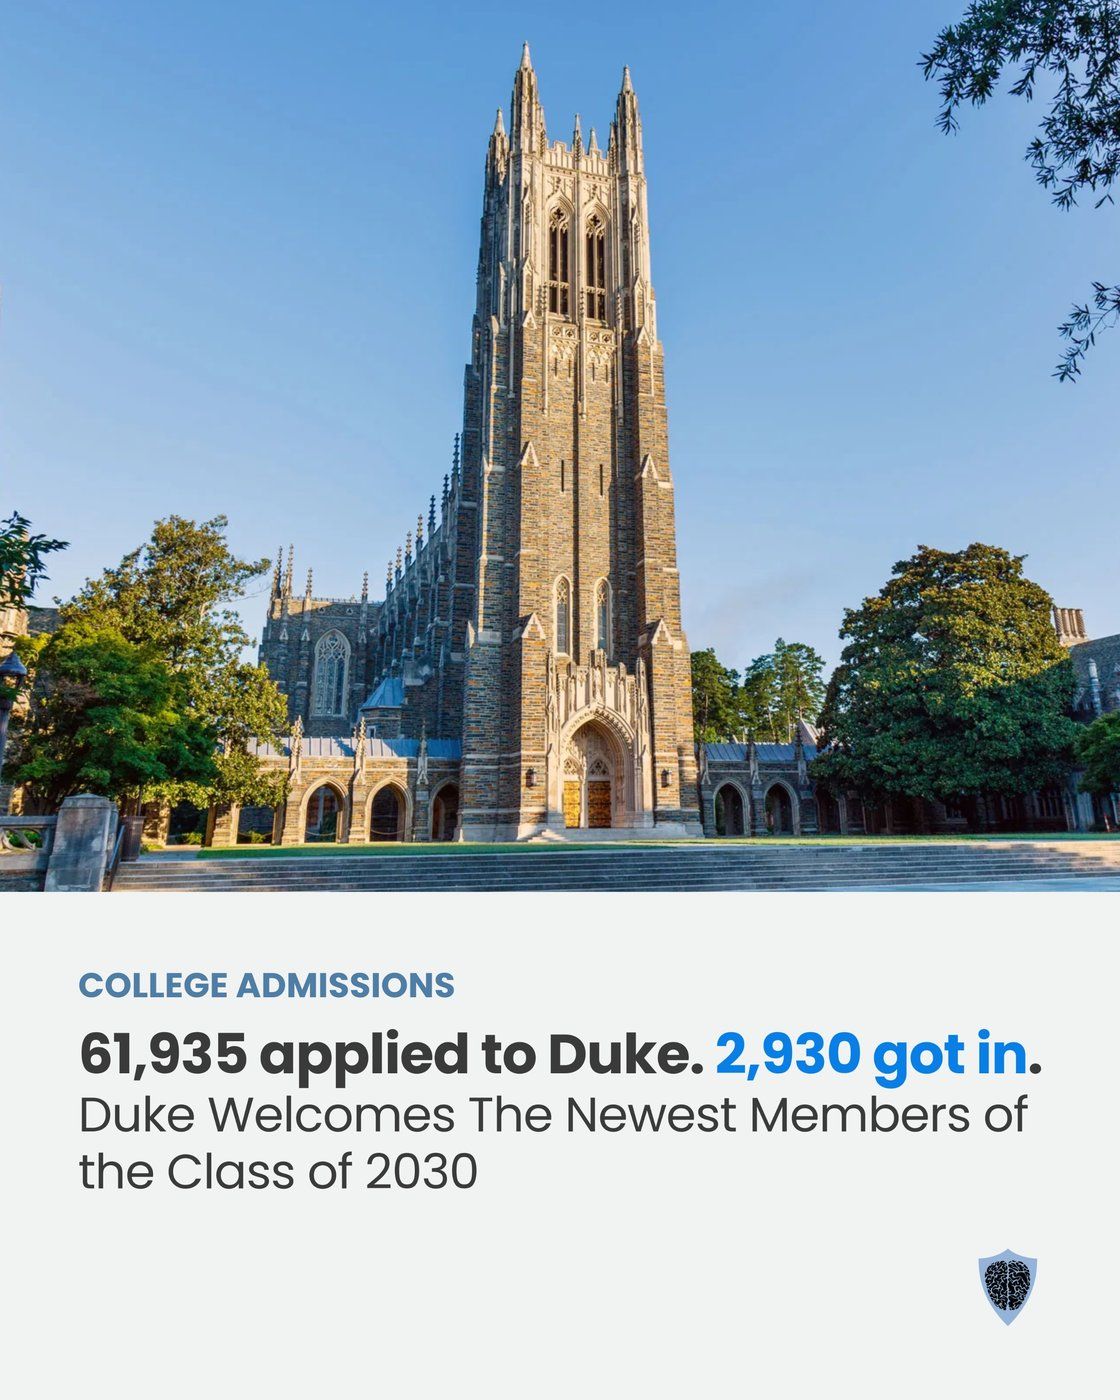 COLLEGE ADMISSIONS
61,935 applied to Duke. 2,930 got in.
Duke Welcomes The Newest Members of
the Class of 2030